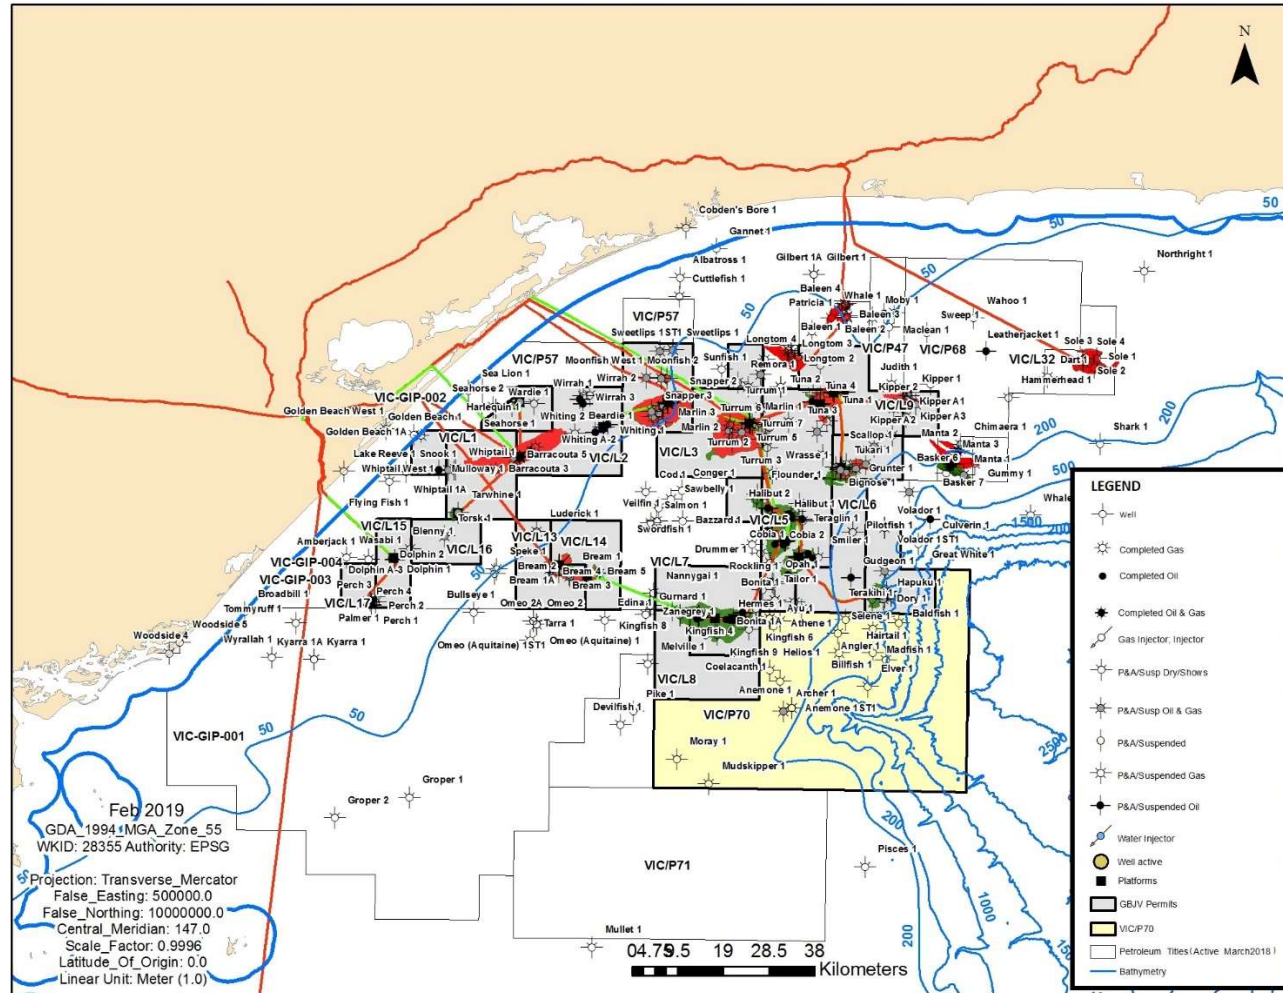 N
50
50
Cobden's Bore 1
Gannet 1
Northright 1
Albatross 1
Gilbert 1A Gilbert 1
50
Cuttlefish 1
Baleen 4
Patricia 1
Whale 1
Moby 1
Wahoo 1
VIC/P57
50
Baleen 3
Sweep 1
Baleen 1
Baleen 2
Maclean 1
Sweetlips 1ST1
Sweetlips 1
Longtom 4
Leatherjacket 1
Sole 3
Sole 4
VIC/P57
Moonfish West 1
Moonfish 2
Sunfish 1
Longtom 3
VIC/P47
VIC/P68
VIC/L32
Dart 1
Sole 1
Sea Lion 1
Remora 1
Longtom 2
Judith 1
Sole 2
Seahorse 2
Wirrah 1
Wirrah 2
Snapper 2
Tuna 2
Hammerhead 1
VIC-GIP-002
Wardie 1
Turrum 1
Tuna 4
Kipper 2
Kipper 1
Harlequin 1
Wirrah 3
Snapper 3
VIC/L9
Golden Beach West 1
Golden Beach 1
Seahorse 1
Whiting 2
Beardie 1
Marlin 3
Turrum 6
Marlin 1
Tuna 3
Tuna 1
Kipper A1
200
Golden Beach 1A
Whiting 1
Marlin 2
Turrum 7
Kipper A2
Kipper A3
Chimaera 1
VIC/L1
Whiting A-2
Turrum 2
Turrum 5
Scallop 1
Manta 2
200
Shark 1
Lake Reeve 1
Snook 1
Whiptail 1
Barracouta 5
VIC/L2
VIC/L3
Wrasse 1
Tukari 1
Manta 3
Whiptail West 1
Mulloway 1
Barracouta 3
Turrum 3
Grunter 1
Basker 6
Manta 1
500
Conger 1
Flounder 1
Bignose 1
Gummy 1
Cod 1
Basker 7
Flying Fish 1
Whiptail 1A
Tarwhine 1
Sawbelly 1
Halibut 2
VIC/L6
Veilfin 1
Salmon 1
Halibut 1
Volador 1
1500
Torsk 1
Luderick 1
Bazzard 1
VIC/L5
Teraglin 1
Culverin 1
VIC/L15
Blenny 1
Swordfish 1
Pilotfish 1
Amberjack 1
Wasabi 1
VIC/L13
VIC/L14
Cobia 1
Cobia 2
Smiler 1
Volador 1ST1
Dolphin 2
VIC/L16
Speke 1
Bream 1
Drummer 1
Great White 1
VIC-GIP-004
Dolphin A-3
Dolphin 1
Bream 2
VIC/L7
Rockling 1
Opah 1
Gudgeon 1
VIC-GIP-003
Perch 3
Bream 1A
Bream 4
Bream 5
Nannygai 1
Bonita 1
Tailor 1
Hapuku 1
Broadbill 1
Perch 4
Bullseye 1
Bream 3
Gurnard 1
Terakihi 1
Dory 1
Tommyruff 1
VIC/L17
Perch 2
Omeo 2A
Omeo 2
Edina 1
Zanegrey 1
Hermes 1
Ayu 1
Baldfish 1
Woodside 5
Palmer 1
Perch 1
Tarra 1
Kingfish 8
Bonita 1A
Athene 1
Selene 1
Woodside 4
Wyrallah 1
Kyarra 1A
Kyarra 1
Omeo (Aquitaine) 1
Kingfish 4
Kingfish 6
Hairtail 1
Omeo (Aquitaine) 1ST1
Melville 1
Kingfish 9
Helios 1
Angler 1
Madfish 1
Coelacanth 1
Billfish 1
Elver 1
VIC/L8
Anemone 1
Pike 1
Archer 1
Devilfish 1
Anemone 1ST1
50
50
VIC/P70
VIC-GIP-001
2500
Moray 1
Mudskipper 1
Groper 1
Groper 2
200
Pisces 1
VIC/P71
1000
200
Mullet 1
Feb 2019
GDA_1994_MGA_Zone_55
WKID: 28355 Authority: EPSG
Projection: Transverse_Mercator
False_Easting: 500000.0
False_Northing: 10000000.0
Central_Meridian: 147.0
Scale_Factor: 0.9996
Latitude_Of_Origin: 0.0
Linear Unit: Meter (1.0)
0 4.75 9.5 19 28.5 38
Kilometers
LEGEND
Well
Completed Gas
Completed Oil
Completed Oil & Gas
Gas Injector; Injector
P&A/Susp Dry/Shows
P&A/Susp Oil & Gas
P&A/Suspended
P&A/Suspended Gas
P&A/Suspended Oil
Water Injector
Well active
Platforms
GBJV Permits
VIC/P70
Petroleum Titles (Active March2018)
Bathymetry